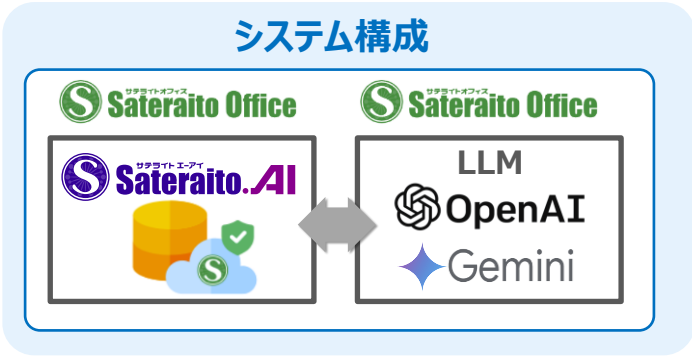 システム構成
サテライトオフィス
Sateraito Office
サテライトオフィス
Sateraito Office
サテライト エーアイ
Sateraito.AI
S
LLM
OpenAI
Gemini